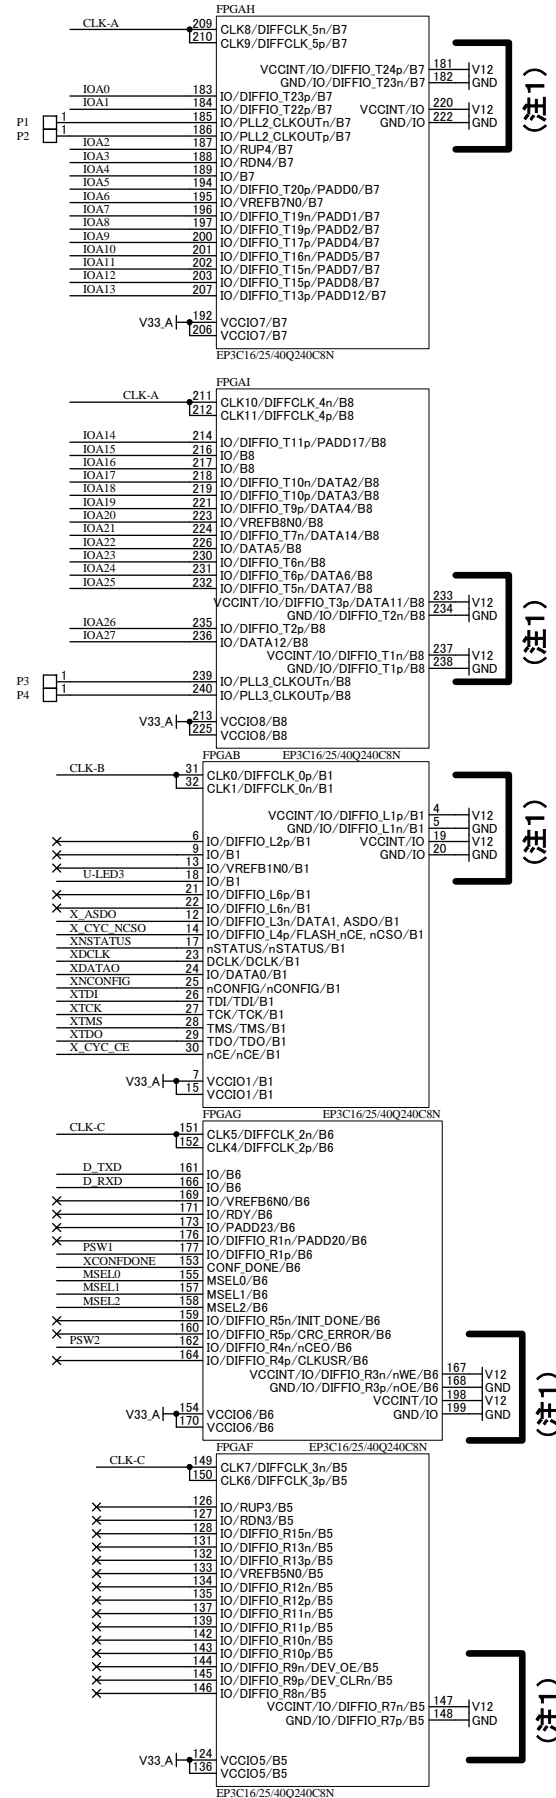 FPGAH
CLK-A 209 CLK8/DIFFCLK_5n/B7
210 CLK9/DIFFCLK_5p/B7
VCCINT/IO/DIFFIO_T24p/B7 181 V12
GND/IO/DIFFIO_T23n/B7 182 GND
IOA0 183 IO/DIFFIO_T23p/B7
IOA1 184 IO/DIFFIO_T22p/B7 VCCINT/IO 220 V12
P1 1 185 IO/PLL2_CLKOUTn/B7 GND/IO 222 GND
P2 1 186 IO/PLL2_CLKOUTp/B7
(注1)
IOA2 187 IO/RUP4/B7
IOA3 188 IO/RDN4/B7
IOA4 189 IO/B7
IOA5 194 IO/DIFFIO_T20p/PADD0/B7
IOA6 195 IO/VREFB7N0/B7
IOA7 196 IO/DIFFIO_T19n/PADD1/B7
IOA8 197 IO/DIFFIO_T19p/PADD2/B7
IOA9 200 IO/DIFFIO_T17p/PADD4/B7
IOA10 201 IO/DIFFIO_T16n/PADD5/B7
IOA11 202 IO/DIFFIO_T15n/PADD7/B7
IOA12 203 IO/DIFFIO_T15p/PADD8/B7
IOA13 207 IO/DIFFIO_T13p/PADD12/B7
V33_A 192 VCCIO7/B7
206 VCCIO7/B7
EP3C16/25/40Q240C8N
FPGAI
CLK-A 211 CLK10/DIFFCLK_4n/B8
212 CLK11/DIFFCLK_4p/B8
IOA14 214 IO/DIFFIO_T11p/PADD17/B8
IOA15 216 IO/B8
IOA16 217 IO/B8
IOA17 218 IO/DIFFIO_T10n/DATA2/B8
IOA18 219 IO/DIFFIO_T10p/DATA3/B8
IOA19 221 IO/DIFFIO_T9p/DATA4/B8
IOA20 223 IO/VREFB8N0/B8
IOA21 224 IO/DIFFIO_T7n/DATA14/B8
IOA22 226 IO/DATA5/B8
IOA23 230 IO/DIFFIO_T6n/B8
IOA24 231 IO/DIFFIO_T6p/DATA6/B8
IOA25 232 IO/DIFFIO_T5n/DATA7/B8
VCCINT/IO/DIFFIO_T3p/DATA11/B8 233 V12
GND/IO/DIFFIO_T2n/B8 234 GND
IOA26 235 IO/DIFFIO_T2p/B8
IOA27 236 IO/DATA12/B8
VCCINT/IO/DIFFIO_T1n/B8 237 V12
GND/IO/DIFFIO_T1p/B8 238 GND
(注1)
P3 1 239 IO/PLL3_CLKOUTn/B8
P4 1 240 IO/PLL3_CLKOUTp/B8
V33_A 213 VCCIO8/B8
225 VCCIO8/B8
FPGAB EP3C16/25/40Q240C8N
CLK-B 31 CLK0/DIFFCLK_0p/B1
32 CLK1/DIFFCLK_0n/B1
VCCINT/IO/DIFFIO_L1p/B1 4 V12
GND/IO/DIFFIO_L1n/B1 5 GND
6 IO/DIFFIO_L2p/B1 VCCINT/IO 19 V12
9 IO/B1 GND/IO 20 GND
(注1)
13 IO/VREFB1N0/B1
U-LED3 18 IO/B1
21 IO/DIFFIO_L6p/B1
22 IO/DIFFIO_L6n/B1
X_ASDO 12 IO/DIFFIO_L3n/DATA1, ASDO/B1
X_CYC_NCSO 14 IO/DIFFIO_L4p/FLASH_nCE, nCSO/B1
XNSTATUS 17 nSTATUS/nSTATUS/B1
XDCLK 23 DCLK/DCLK/B1
XDATAO 24 IO/DATA0/B1
XNCONFIG 25 nCONFIG/nCONFIG/B1
XTDI 26 TDI/TDI/B1
XTCK 27 TCK/TCK/B1
XTMS 28 TMS/TMS/B1
XTDO 29 TDO/TDO/B1
X_CYC_CE 30 nCE/nCE/B1
V33_A 7 VCCIO1/B1
15 VCCIO1/B1
FPGAG EP3C16/25/40Q240C8N
CLK-C 151 CLK5/DIFFCLK_2n/B6
152 CLK4/DIFFCLK_2p/B6
D_TXD 161 IO/B6
D_RXD 166 IO/B6
169 IO/VREFB6N0/B6
171 IO/RDY/B6
173 IO/PADD23/B6
176 IO/DIFFIO_R1n/PADD20/B6
PSW1 177 IO/DIFFIO_R1p/B6
XCONFDONE 153 CONF_DONE/B6
MSEL0 155 MSEL0/B6
MSEL1 157 MSEL1/B6
MSEL2 158 MSEL2/B6
159 IO/DIFFIO_R5n/INIT_DONE/B6
160 IO/DIFFIO_R5p/CRC_ERROR/B6
PSW2 162 IO/DIFFIO_R4n/nCEO/B6
164 IO/DIFFIO_R4p/CLKUSR/B6
VCCINT/IO/DIFFIO_R3n/nWE/B6 167 V12
GND/IO/DIFFIO_R3p/nOE/B6 168 GND
VCCINT/IO 198 V12
V33_A 154 VCCIO6/B6 GND/IO 199 GND
170 VCCIO6/B6
(注1)
FPGAF EP3C16/25/40Q240C8N
CLK-C 149 CLK7/DIFFCLK_3n/B5
150 CLK6/DIFFCLK_3p/B5
126 IO/RUP3/B5
127 IO/RDN3/B5
128 IO/DIFFIO_R15n/B5
131 IO/DIFFIO_R13n/B5
132 IO/DIFFIO_R13p/B5
133 IO/VREFB5N0/B5
134 IO/DIFFIO_R12n/B5
135 IO/DIFFIO_R12p/B5
137 IO/DIFFIO_R11n/B5
139 IO/DIFFIO_R11p/B5
142 IO/DIFFIO_R10n/B5
143 IO/DIFFIO_R10p/B5
144 IO/DIFFIO_R9n/DEV_OE/B5
145 IO/DIFFIO_R9p/DEV_CLRn/B5
146 IO/DIFFIO_R8n/B5
VCCINT/IO/DIFFIO_R7n/B5 147 V12
GND/IO/DIFFIO_R7p/B5 148 GND
(注1)
V33_A 124 VCCIO5/B5
136 VCCIO5/B5
EP3C16/25/40Q240C8N